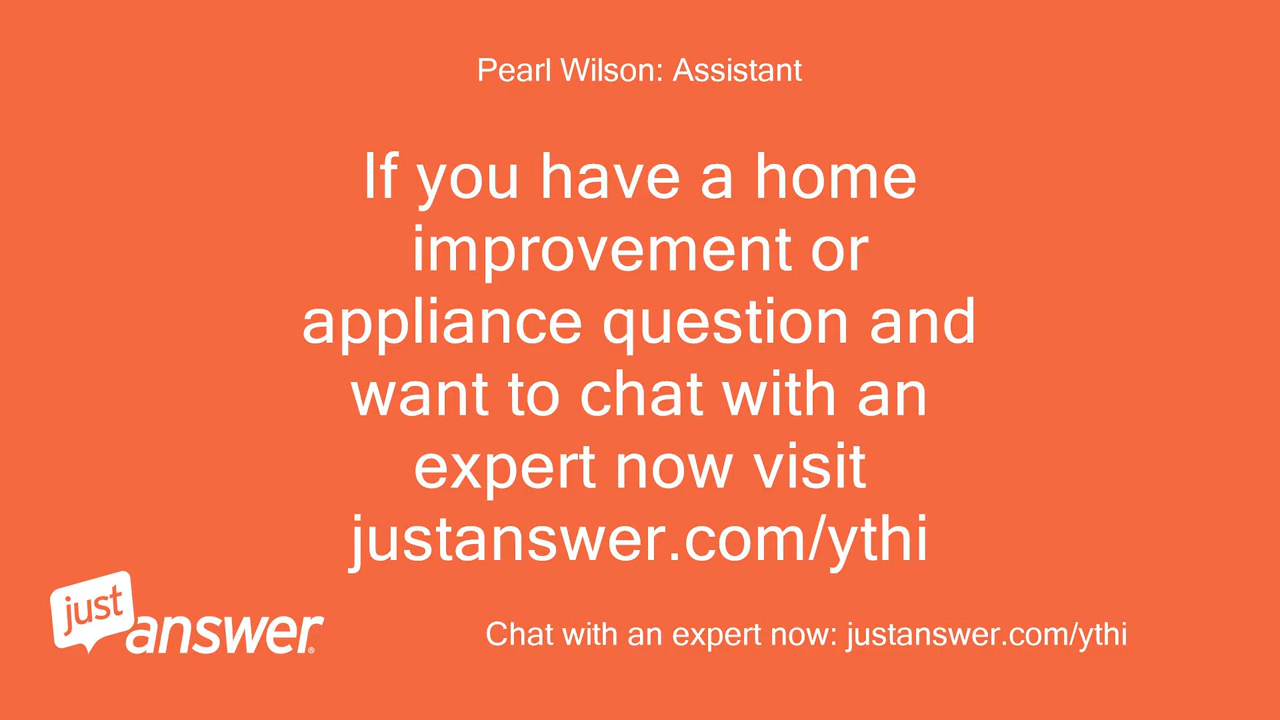 Pearl Wilson: Assistant
If you have a home
improvement or
appliance question and
want to chat with an
expert now visit
justanswer.com/ythi
just
answer®
Chat with an expert now: justanswer.com/ythi